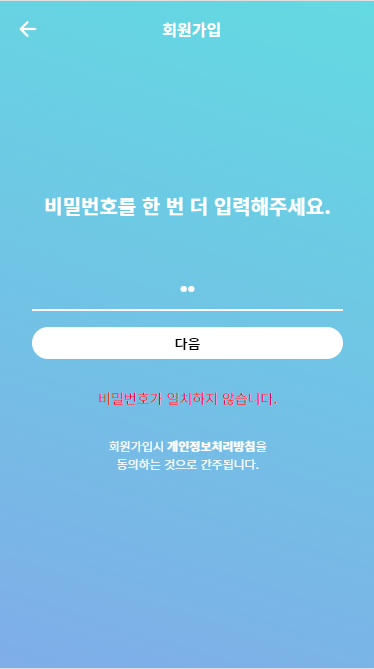 회원가입
비밀번호를 한 번 더 입력해주세요.
••
다음
비밀번호가 일치하지 않습니다.
회원가입시 개인정보처리방침을
동의하는 것으로 간주됩니다.